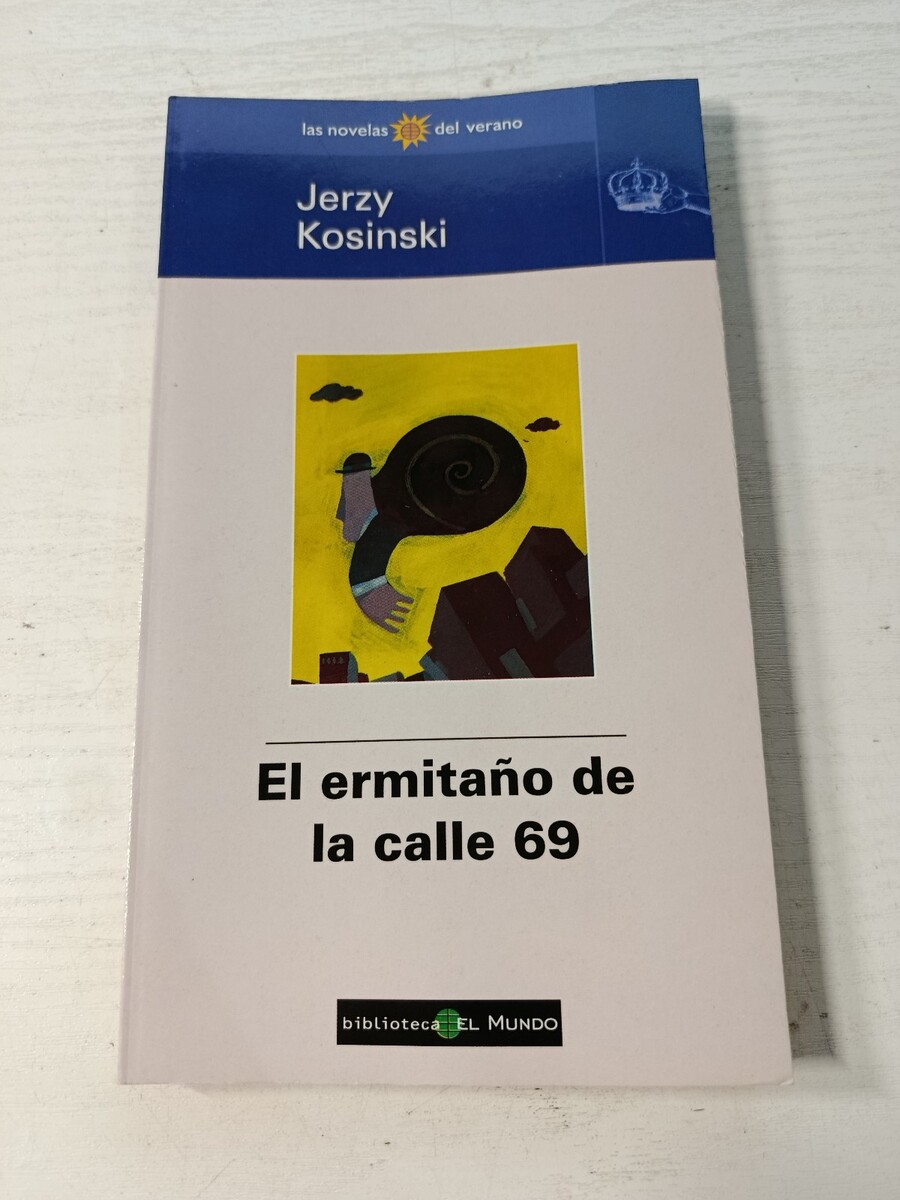 las novelas del verano
Jerzy
Kosinski
El ermitaño de
la calle 69
biblioteca EL MUNDO